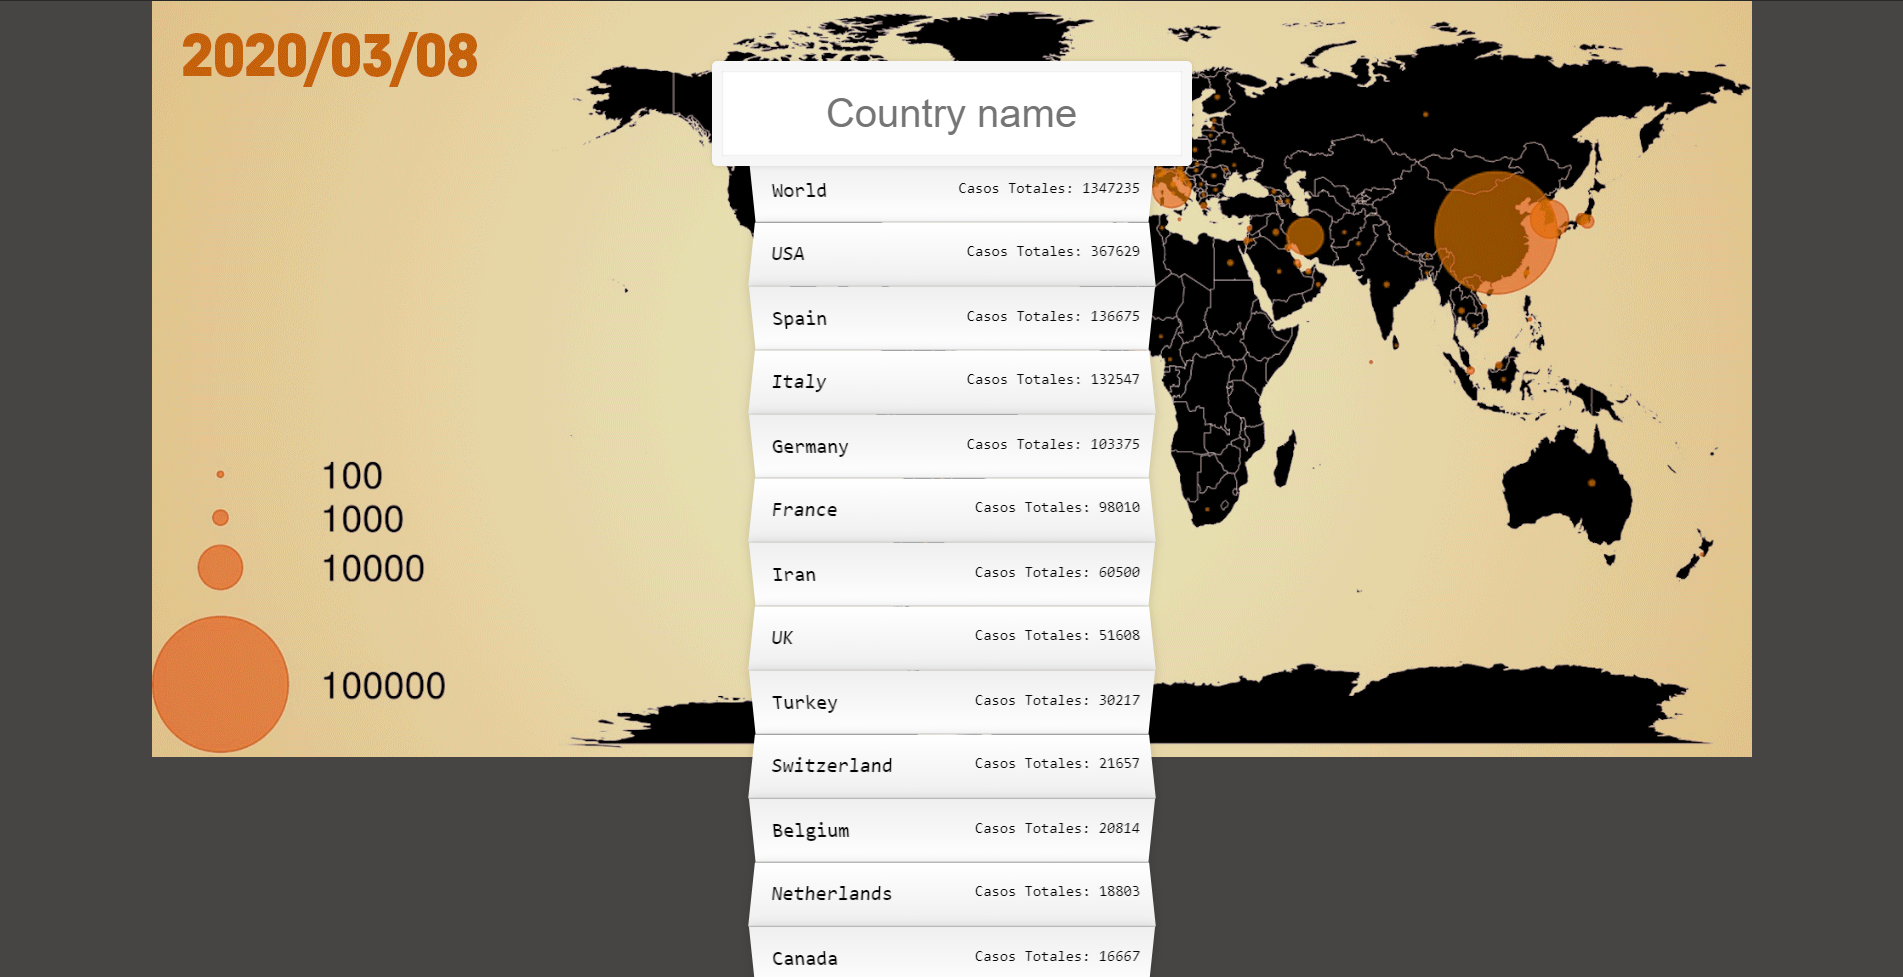 2020/03/08
Country name
World Casos Totales: 1347235
USA Casos Totales: 367629
Spain Casos Totales: 136675
Italy Casos Totales: 132547
Germany Casos Totales: 103375
France Casos Totales: 98010
Iran Casos Totales: 60500
UK Casos Totales: 51608
Turkey Casos Totales: 30217
Switzerland Casos Totales: 21657
Belgium Casos Totales: 20814
Netherlands Casos Totales: 18803
Canada Casos Totales: 16667
100
1000
10000
100000